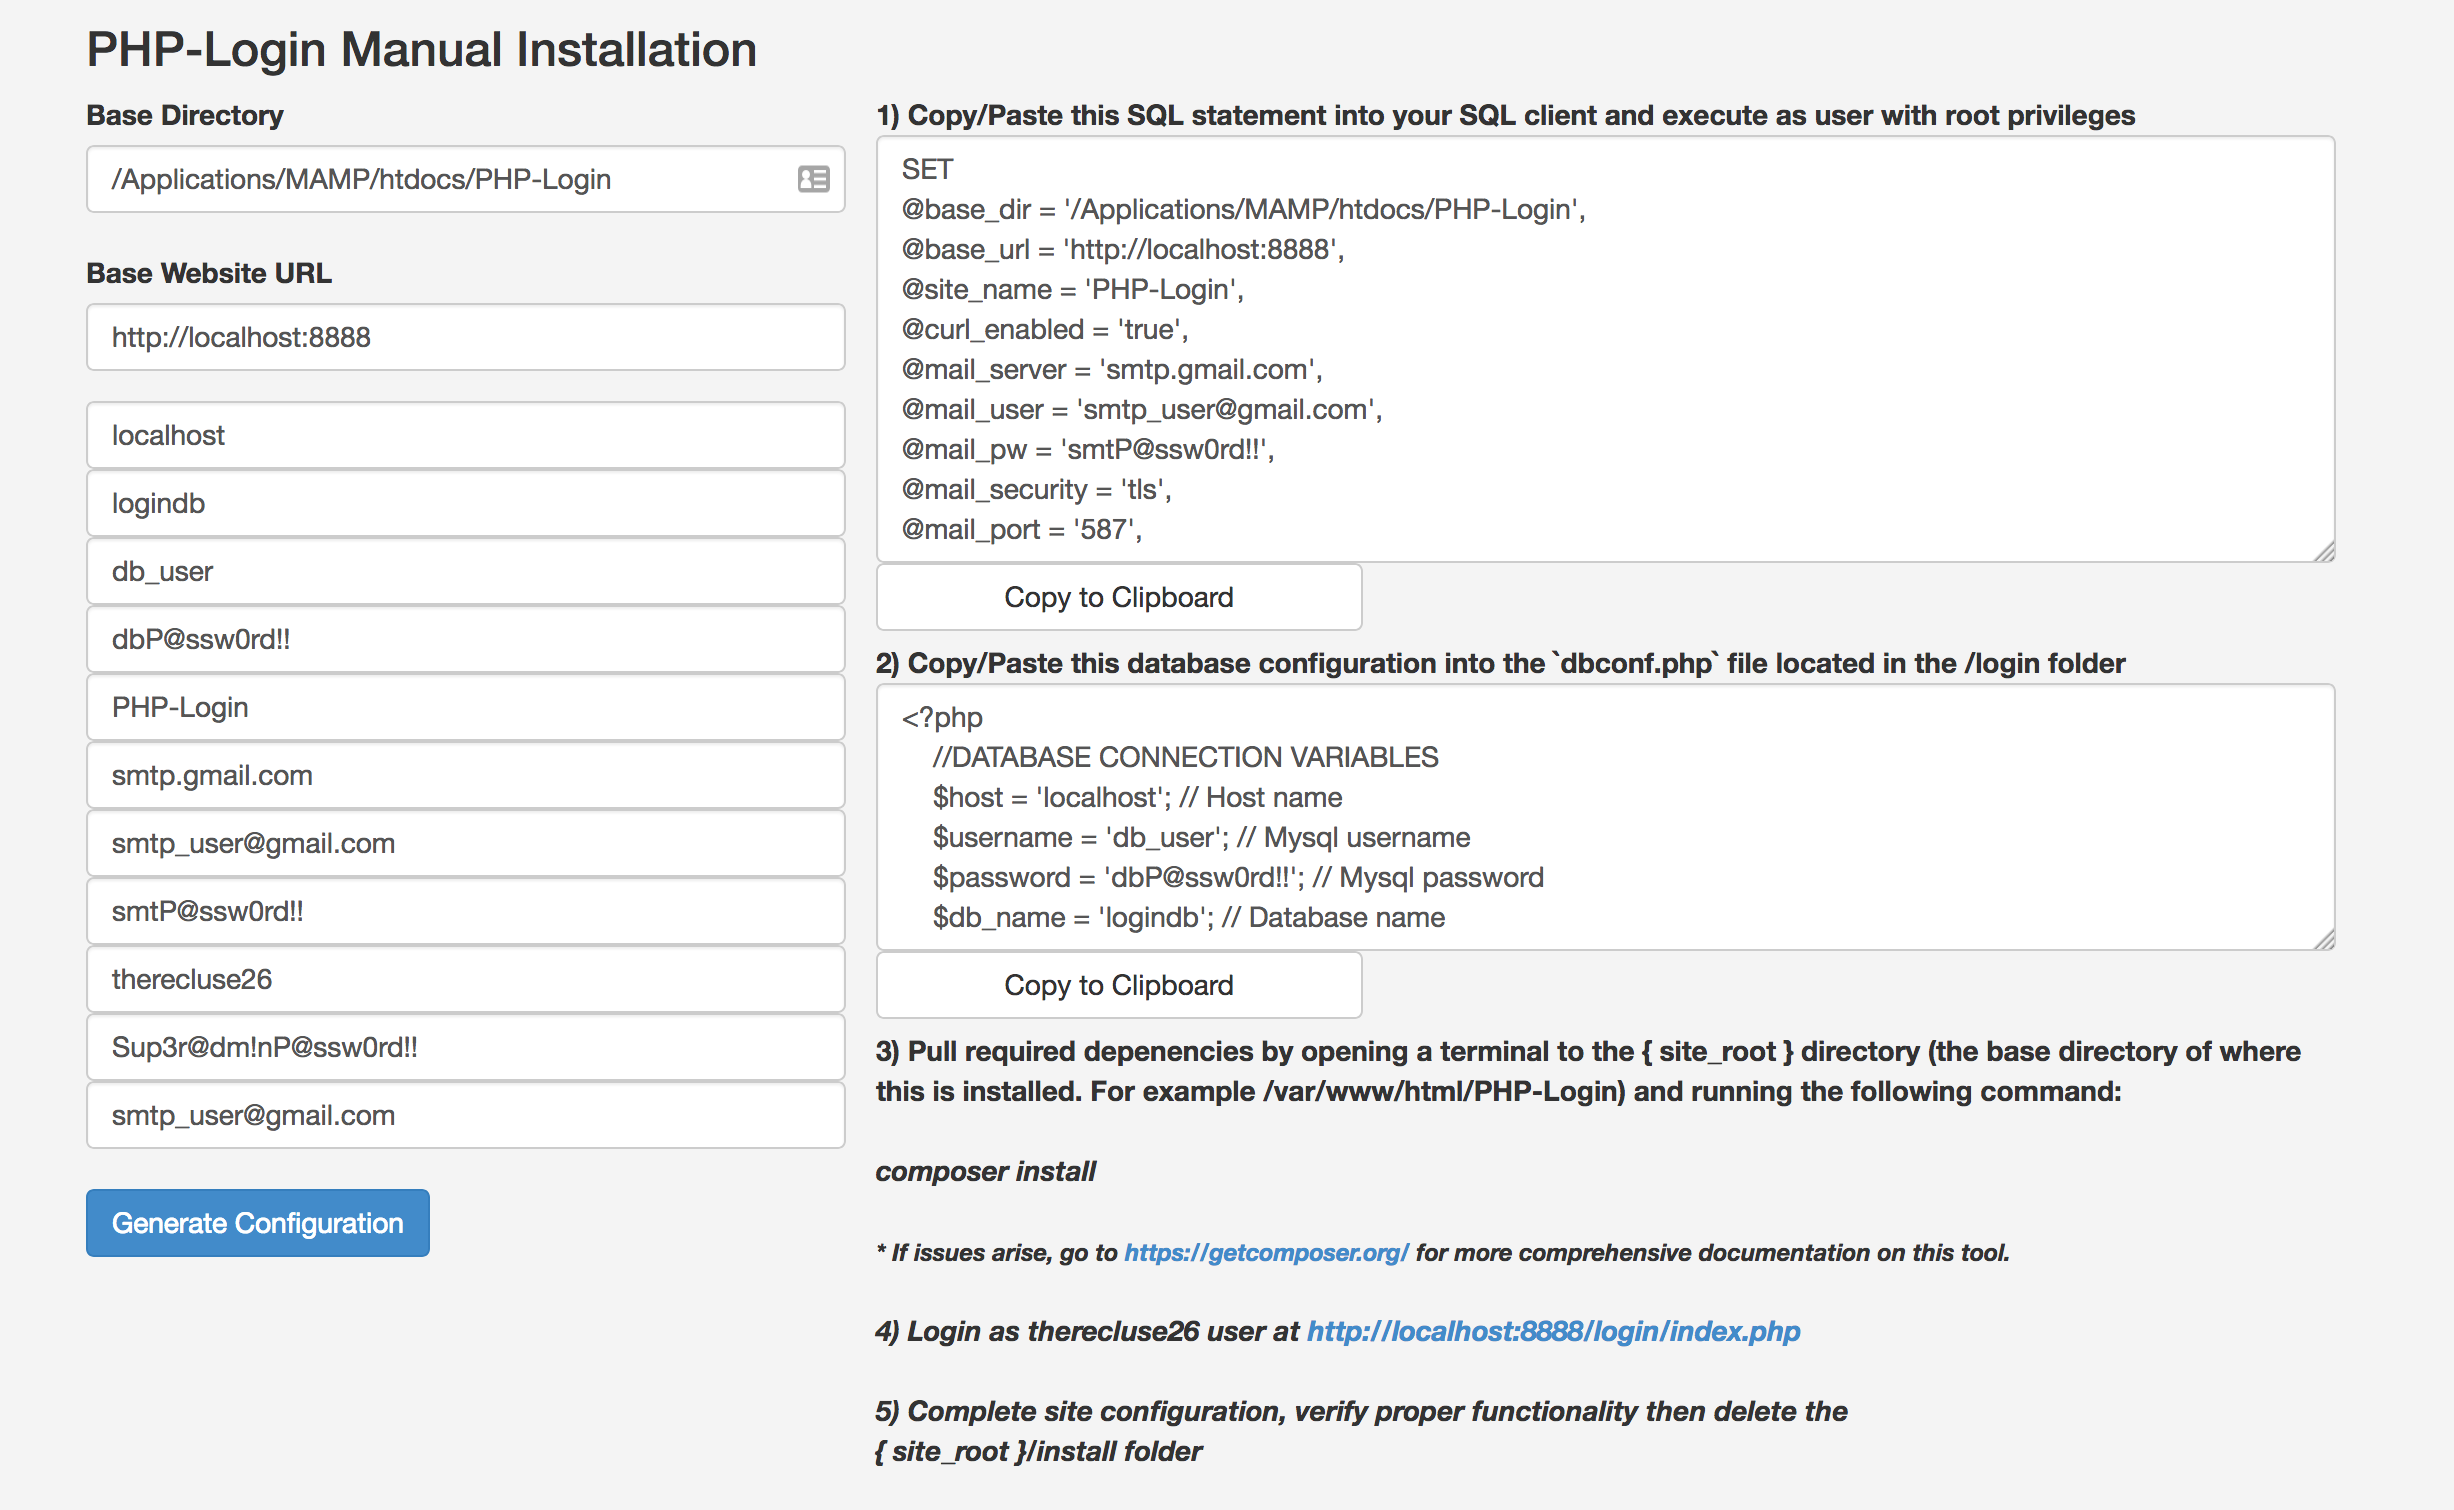 PHP-Login Manual Installation
Base Directory
/Applications/MAMP/htdocs/PHP-Login
Base Website URL
http://localhost:8888
localhost
logindb
db_user
dbP@ssw0rd!!
PHP-Login
smtp.gmail.com
smtp_user@gmail.com
smtP@ssw0rd!!
therecluse26
Sup3r@dm!nP@ssw0rd!!
smtp_user@gmail.com
Generate Configuration
1) Copy/Paste this SQL statement into your SQL client and execute as user with root privileges
SET
@base_dir = '/Applications/MAMP/htdocs/PHP-Login',
@base_url = 'http://localhost:8888',
@site_name = 'PHP-Login',
@curl_enabled = 'true',
@mail_server = 'smtp.gmail.com',
@mail_user = 'smtp_user@gmail.com',
@mail_pw = 'smtP@ssw0rd!!',
@mail_security = 'tls',
@mail_port = '587',
Copy to Clipboard
2) Copy/Paste this database configuration into the `dbconf.php` file located in the /login folder
<?php
//DATABASE CONNECTION VARIABLES
$host = 'localhost'; // Host name
$username = 'db_user'; // Mysql username
$password = 'dbP@ssw0rd!!'; // Mysql password
$db_name = 'logindb'; // Database name
Copy to Clipboard
3) Pull required depenencies by opening a terminal to the { site_root } directory (the base directory of where
this is installed. For example /var/www/html/PHP-Login) and running the following command:
composer install
* If issues arise, go to https://getcomposer.org/ for more comprehensive documentation on this tool.
4) Login as therecluse26 user at http://localhost:8888/login/index.php
5) Complete site configuration, verify proper functionality then delete the
{ site_root }/install folder